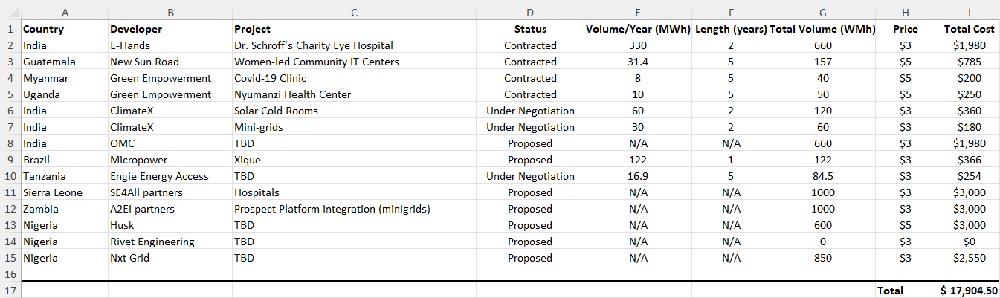 A B C D E F G H I
1 Country Developer Project Status Volume/Year (MWh) Length (years) Total Volume (WMh) Price Total Cost
2 India E-Hands Dr. Schroff's Charity Eye Hospital Contracted 330 2 660 $3 $1,980
3 Guatemala New Sun Road Women-led Community IT Centers Contracted 31.4 5 157 $5 $785
4 Myanmar Green Empowerment Covid-19 Clinic Contracted 8 5 40 $5 $200
5 Uganda Green Empowerment Nyumanzi Health Center Contracted 10 5 50 $5 $250
6 India ClimateX Solar Cold Rooms Under Negotiation 60 2 120 $3 $360
7 India ClimateX Mini-grids Under Negotiation 30 2 60 $3 $180
8 India OMC TBD Proposed N/A N/A 660 $3 $1,980
9 Brazil Micropower Xique Proposed 122 1 122 $3 $366
10 Tanzania Engie Energy Access TBD Under Negotiation 16.9 5 84.5 $3 $254
11 Sierra Leone SE4All partners Hospitals Proposed N/A N/A 1000 $3 $3,000
12 Zambia A2EI partners Prospect Platform Integration (minigrids) Proposed N/A N/A 1000 $3 $3,000
13 Nigeria Husk TBD Proposed N/A N/A 600 $5 $3,000
14 Nigeria Rivet Engineering TBD Proposed N/A N/A 0 $3 $0
15 Nigeria Nxt Grid TBD Proposed N/A N/A 850 $3 $2,550
16
17 Total $ 17,904.50